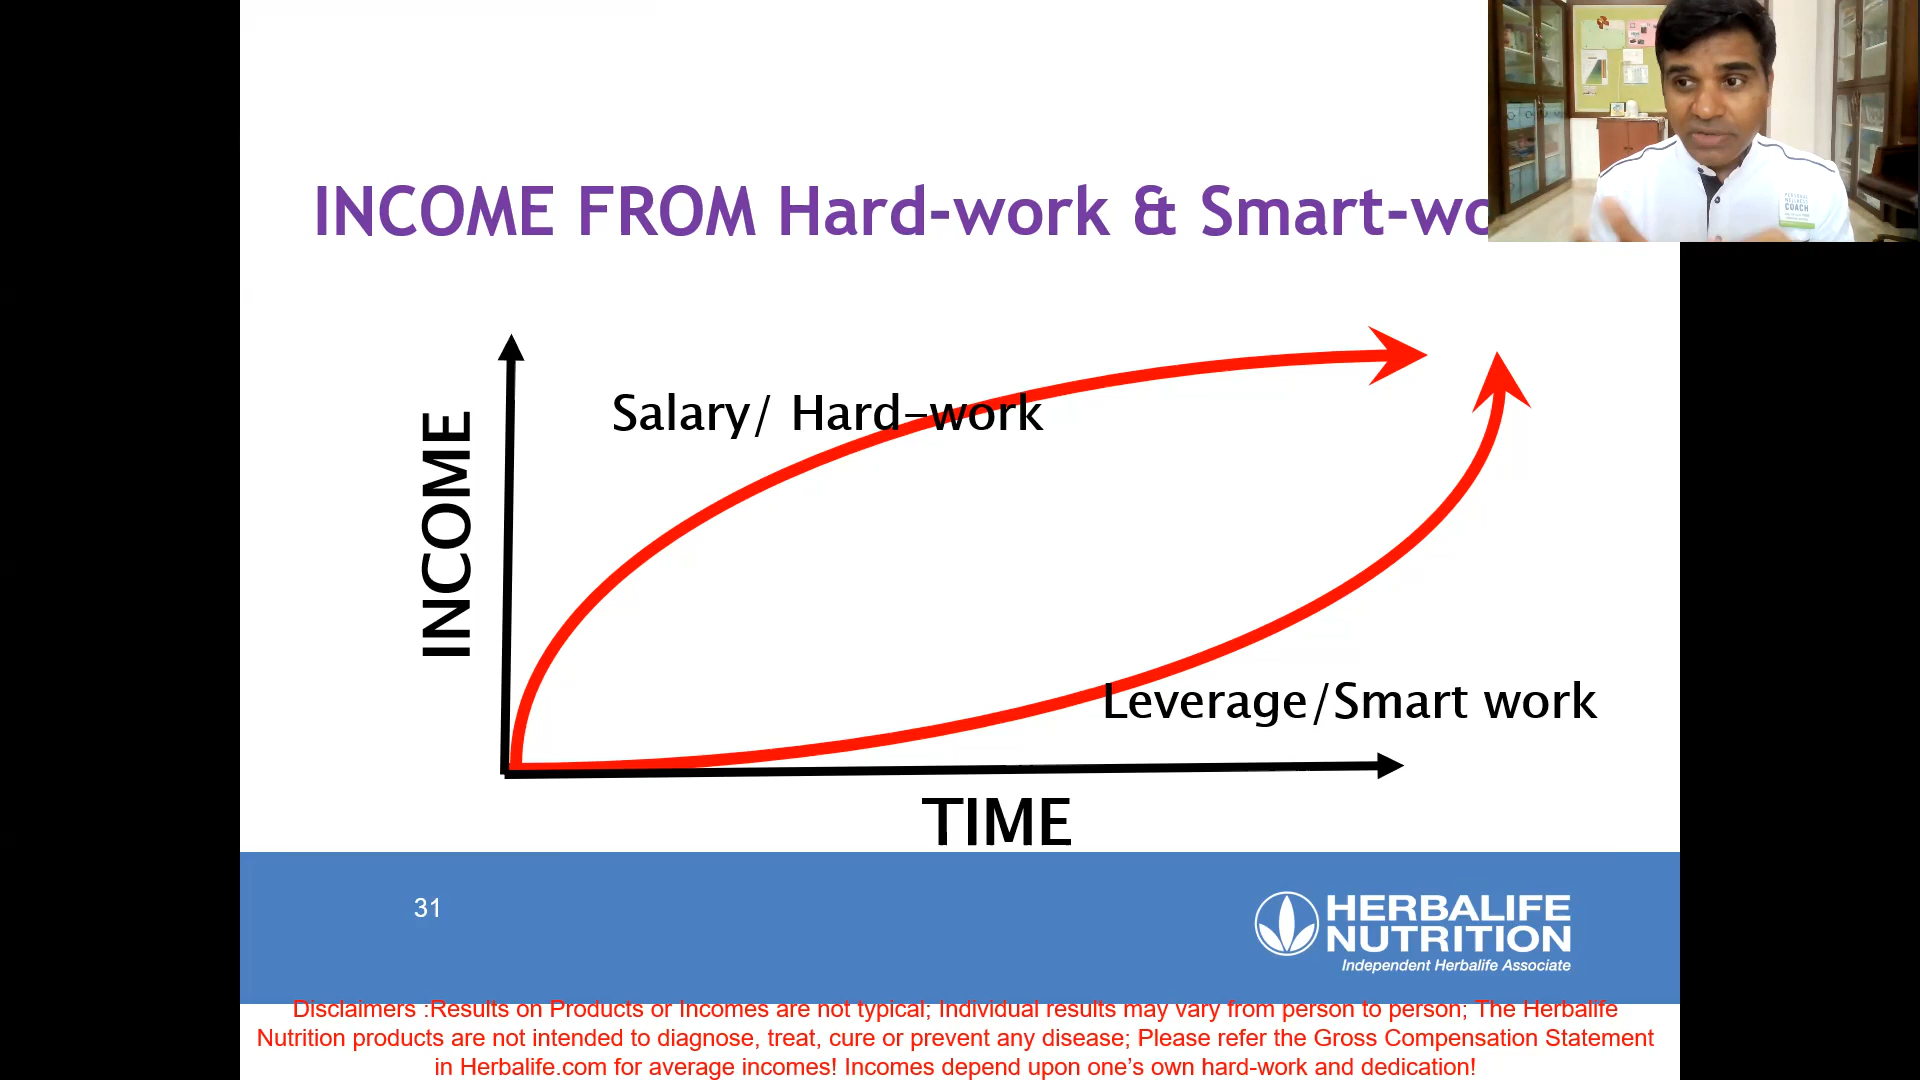 INCOME FROM Hard-work & Smart-wo
COACH
Salary/ Hard-work
INCOME
Leverage/Smart work
TIME
31
HERBALIFE
NUTRITION
Independent Herbalife Associate
Disclaimers :Results on Products or Incomes are not typical; Individual results may vary from person to person; The Herbalife
Nutrition products are not intended to diagnose, treat, cure or prevent any disease; Please refer the Gross Compensation Statement
in Herbalife.com for average incomes! Incomes depend upon one’s own hard-work and dedication!